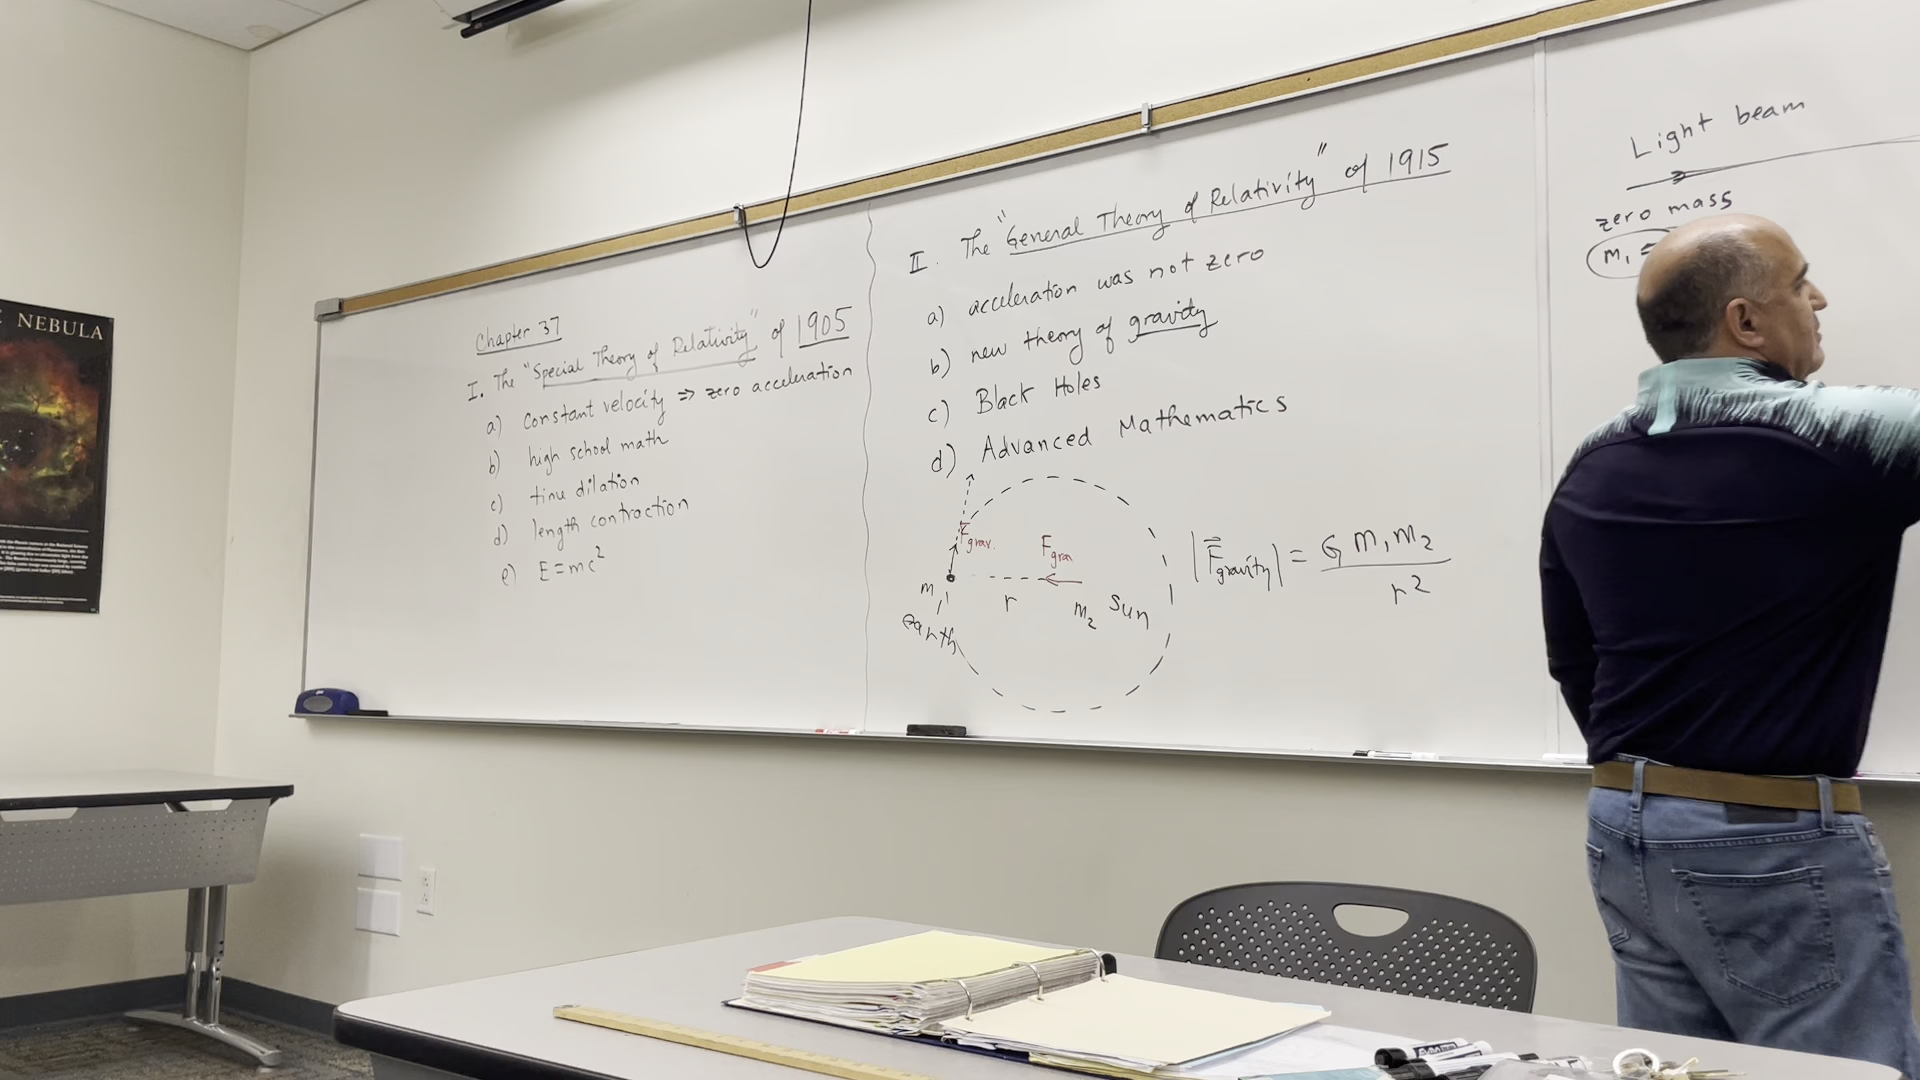 NEBULA
Chapter 37
I. The "Special Theory of Relativity" of 1905
a) constant velocity => zero acceleration
b) high school math
c) time dilation
d) length contraction
e) E=mc²
II. The "General Theory of Relativity" of 1915
a) acceleration was not zero
b) new theory of gravity
c) Black Holes
d) Advanced Mathematics
F⃗grav.
Fgrav
m₁
r
m₂ Sun
earth
|F⃗gravity| = G m₁m₂ / r²
Light beam
zero mass
m₁ =